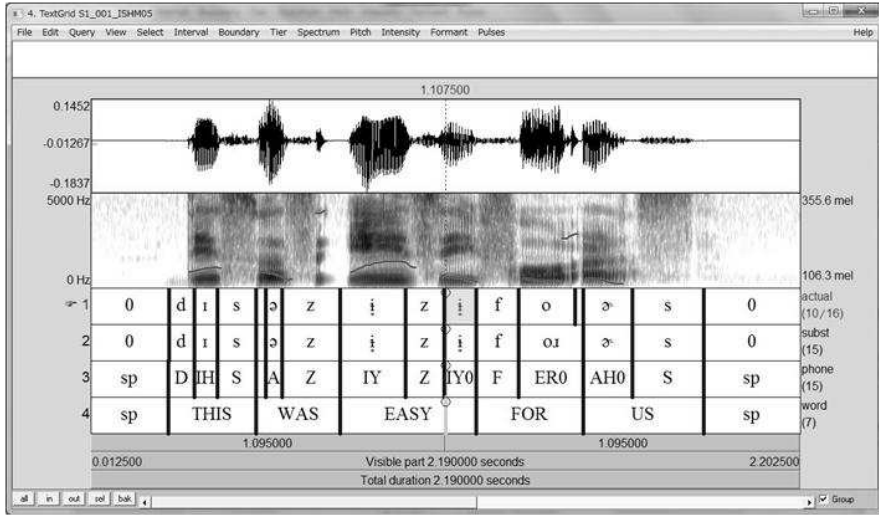 4. TextGrid S1_001_ISHM05
File Edit Query View Select Interval Boundary Tier Spectrum Pitch Intensity Formant Pulses Help
1.107500
0.1452
-0.01267
-0.1837
5000 Hz 355.6 mel
0 Hz 106.3 mel
1 0 d ɪ s ə z ɨ̞ z ɨ̞ f o ɚ s 0 actual (10/16)
2 0 d ɪ s ə z ɨ̞ z ɨ̞ f oɹ ɚ s 0 subst (15)
3 sp D IH S A Z IY Z IY0 F ER0 AH0 S sp phone (15)
4 sp THIS WAS EASY FOR US sp word (7)
1.095000 1.095000
0.012500 Visible part 2.190000 seconds 2.202500
Total duration 2.190000 seconds
all in out sel bak Group